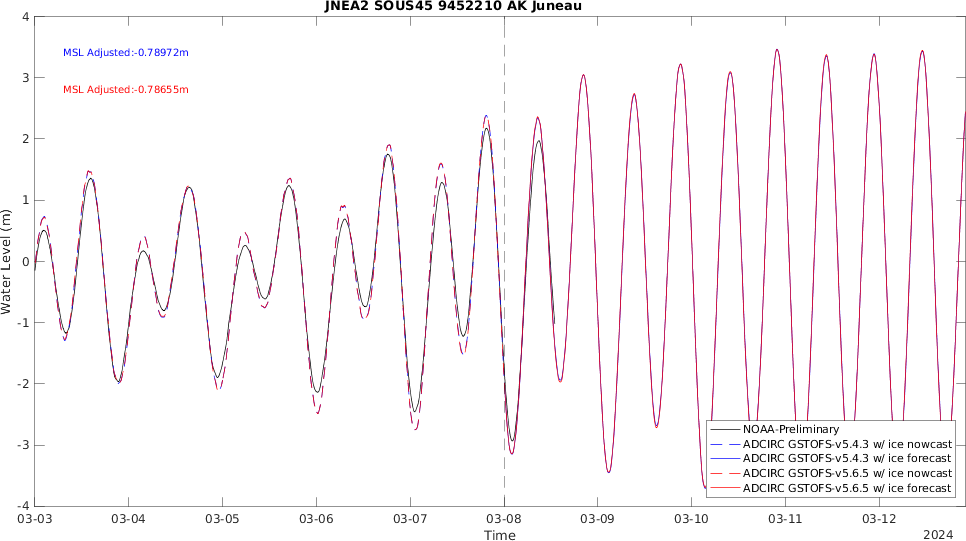 JNEA2 SOUS45 9452210 AK Juneau
MSL Adjusted:-0.78972m
MSL Adjusted:-0.78655m
Water Level (m)
4
3
2
1
0
-1
-2
-3
-4
NOAA-Preliminary
ADCIRC GSTOFS-v5.4.3 w/ ice nowcast
ADCIRC GSTOFS-v5.4.3 w/ ice forecast
ADCIRC GSTOFS-v5.6.5 w/ ice nowcast
ADCIRC GSTOFS-v5.6.5 w/ ice forecast
03-03 03-04 03-05 03-06 03-07 03-08 03-09 03-10 03-11 03-12
Time
2024